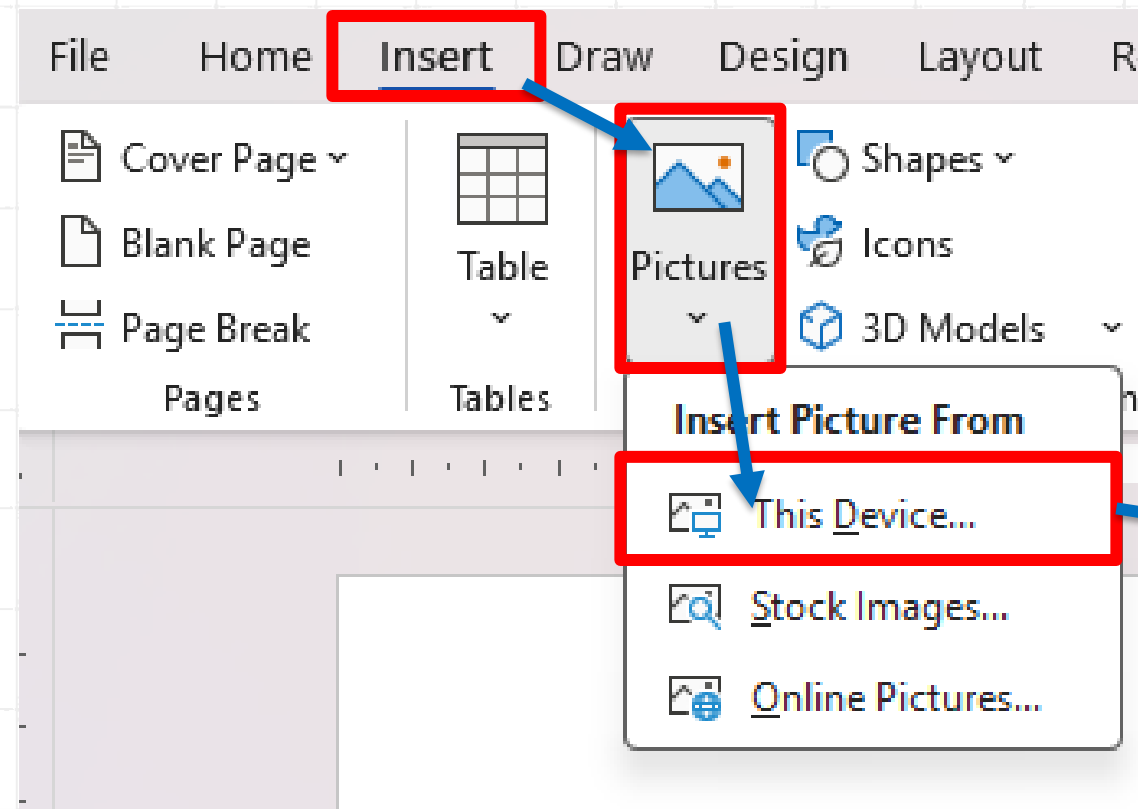 File Home Insert Draw Design Layout
Cover Page
Blank Page
Page Break
Pages
Table
Tables
Pictures
Shapes
Icons
3D Models
Insert Picture From
This Device...
Stock Images...
Online Pictures...